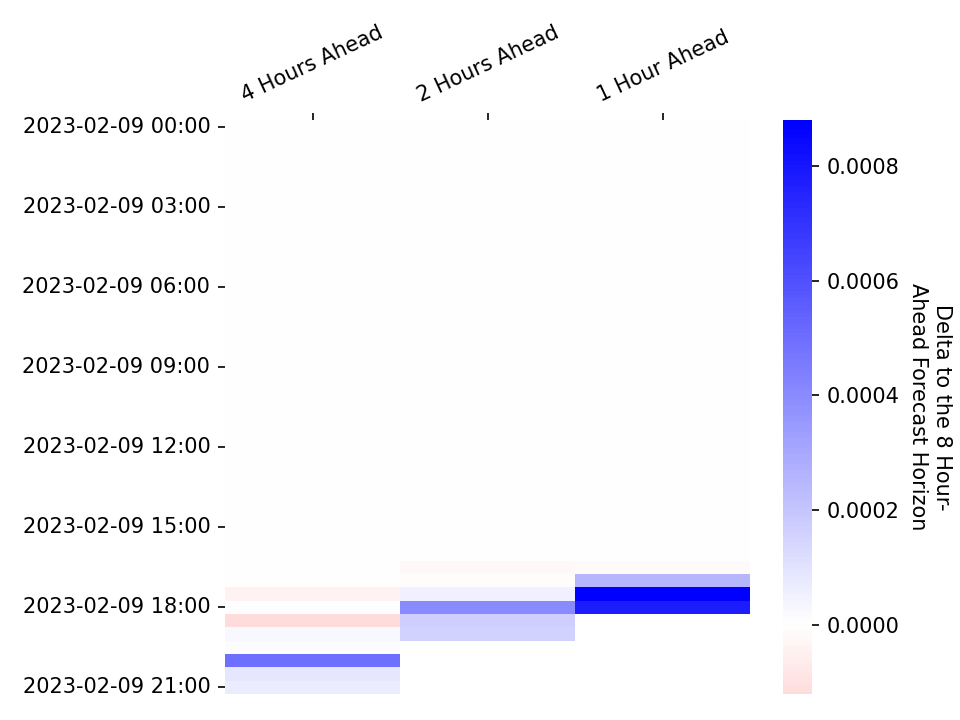 4 Hours Ahead
2 Hours Ahead
1 Hour Ahead
2023-02-09 00:00
2023-02-09 03:00
2023-02-09 06:00
2023-02-09 09:00
2023-02-09 12:00
2023-02-09 15:00
2023-02-09 18:00
2023-02-09 21:00
0.0008
0.0006
0.0004
0.0002
0.0000
Delta to the 8 Hour-
Ahead Forecast Horizon